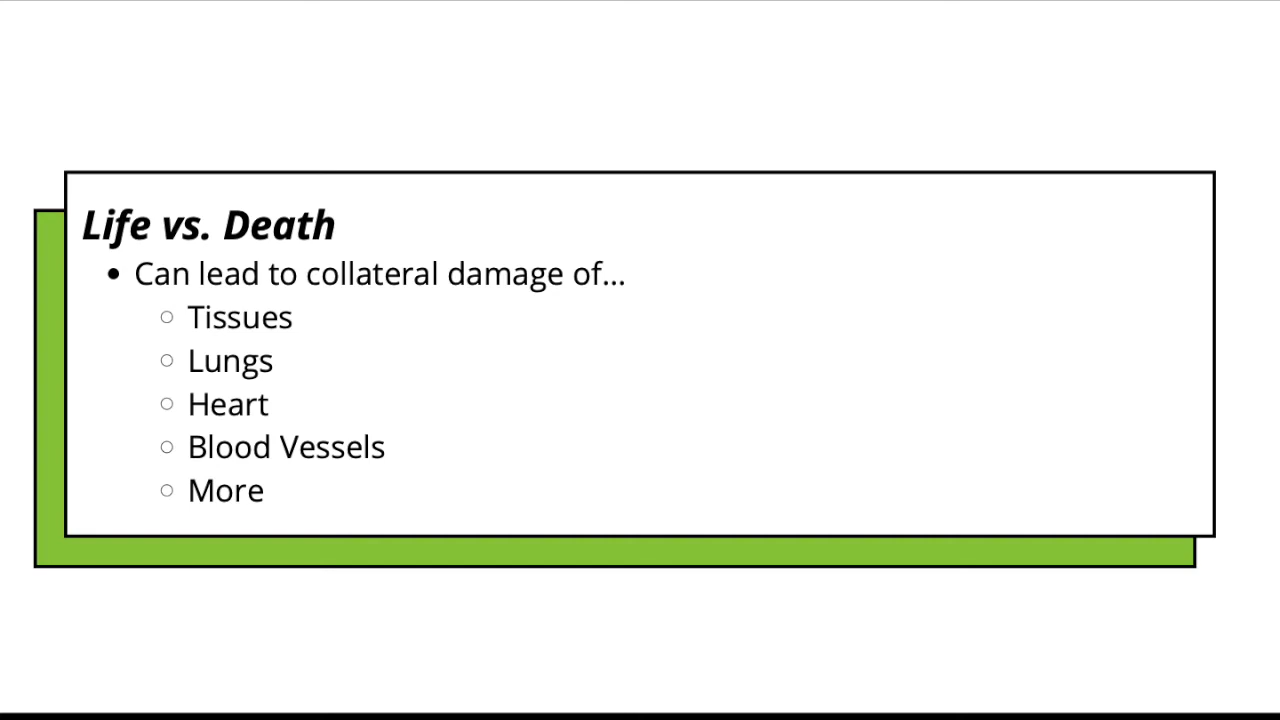 Life vs. Death
• Can lead to collateral damage of...
○ Tissues
○ Lungs
○ Heart
○ Blood Vessels
○ More